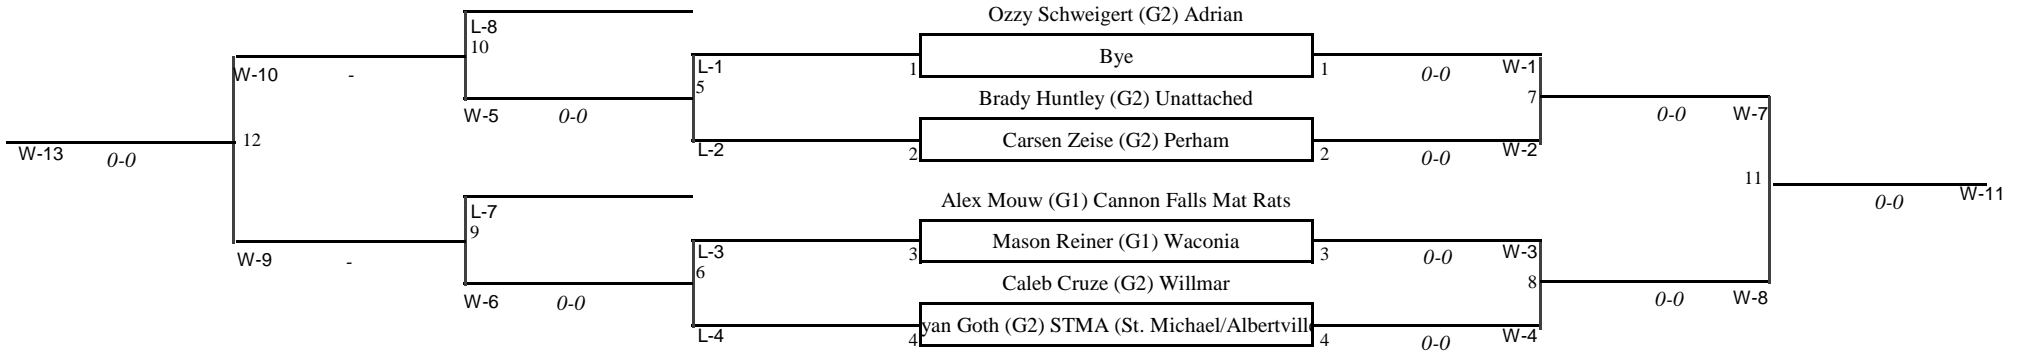 Ozzy Schweigert (G2) Adrian
L-8
10
Bye
W-10 -
L-1
1
1
0-0
W-1
5
7
Brady Huntley (G2) Unattached
W-5 0-0
0-0 W-7
12
Carsen Zeise (G2) Perham
W-13 0-0
L-2
2
2
0-0
W-2
11
Alex Mouw (G1) Cannon Falls Mat Rats
0-0
W-11
L-7
9
Mason Reiner (G1) Waconia
W-9 -
L-3
3
3
0-0
W-3
6
8
Caleb Cruze (G2) Willmar
W-6 0-0
0-0 W-8
yan Goth (G2) STMA (St. Michael/Albertville
L-4
4
4
0-0
W-4